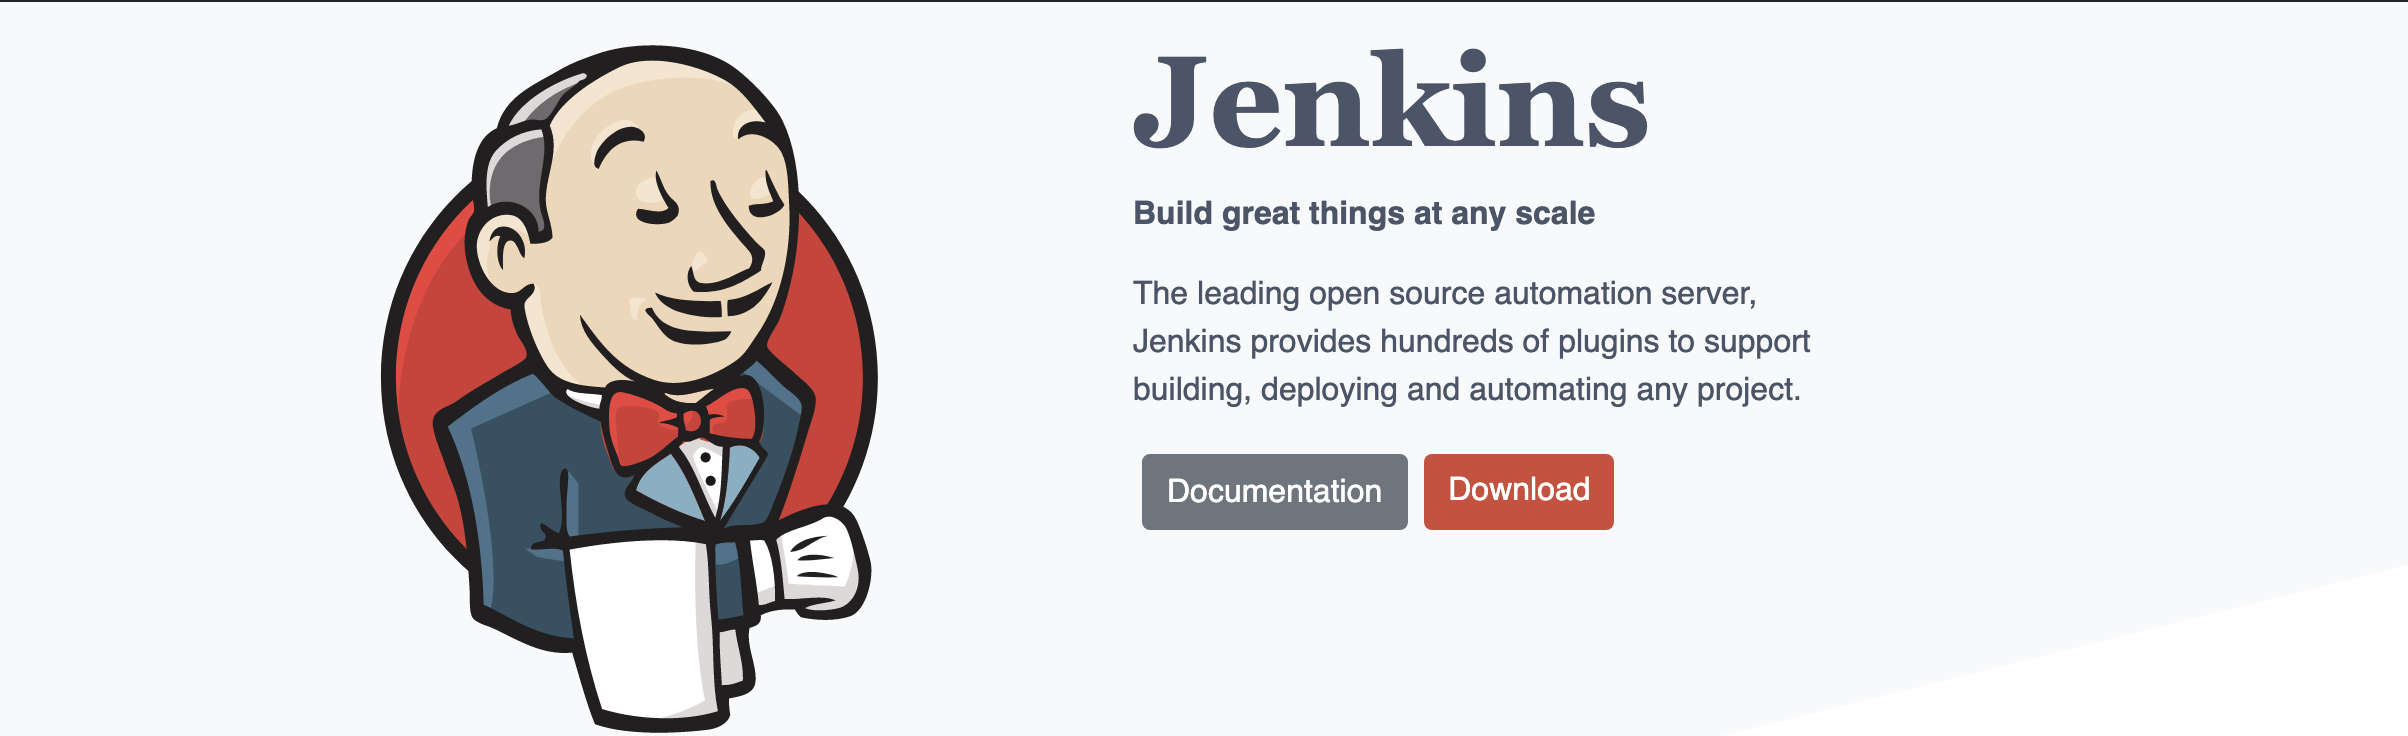 Jenkins
Build great things at any scale
The leading open source automation server,
Jenkins provides hundreds of plugins to support
building, deploying and automating any project.
Documentation
Download